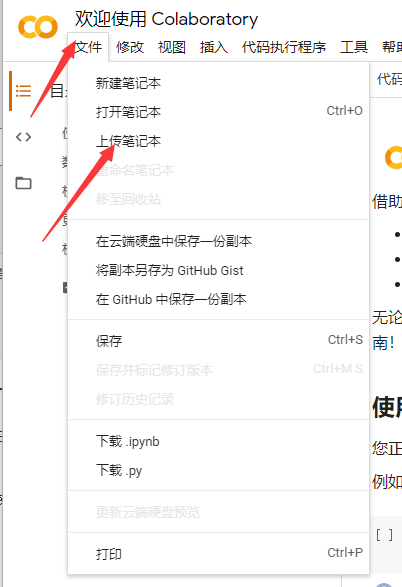 欢迎使用 Colaboratory
文件 修改 视图 插入 代码执行程序 工具 帮助
代码
新建笔记本
打开笔记本 Ctrl+O
上传笔记本
重命名笔记本
移至回收站
在云端硬盘中保存一份副本
将副本另存为 GitHub Gist
在 GitHub 中保存一份副本
保存 Ctrl+S
保存并标记修订版本 Ctrl+M S
修订历史记录
下载 .ipynb
下载 .py
更新云端硬盘预览
打印 Ctrl+P
目
借助
无论
南!
使用
您正
例如
[ ]